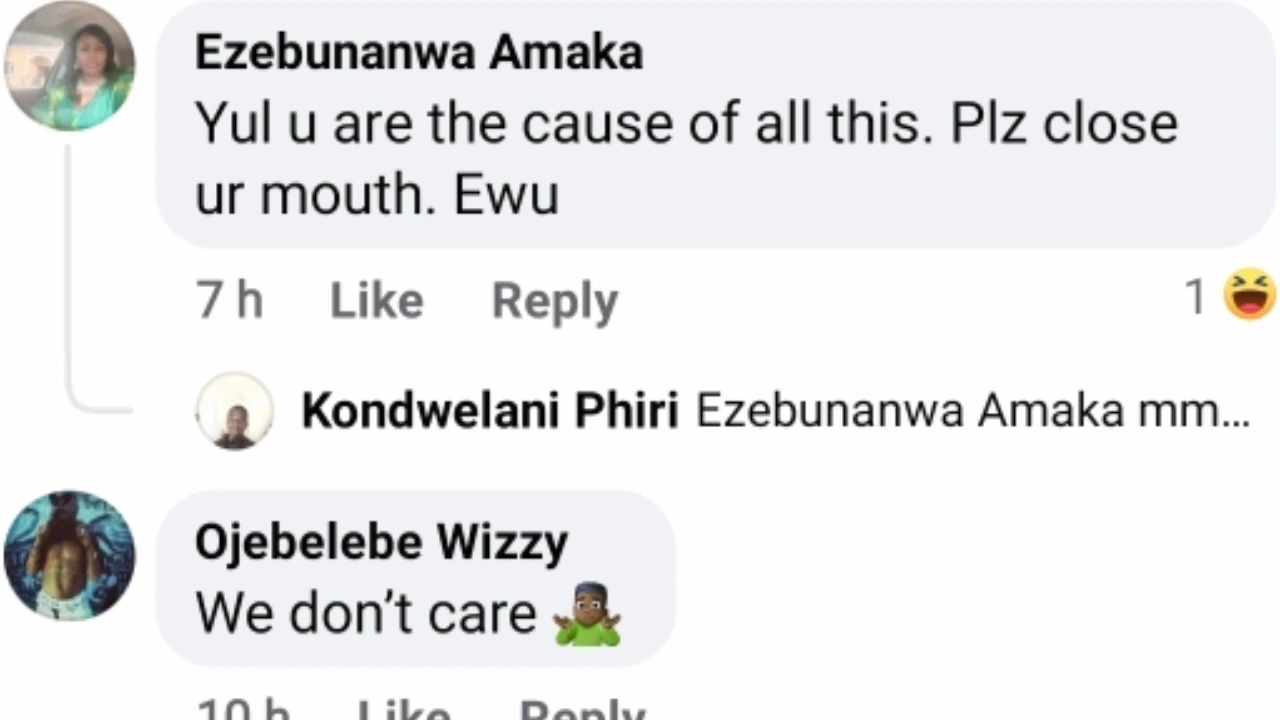 Ezebunanwa Amaka
Yul u are the cause of all this. Plz close
ur mouth. Ewu
7 h Like Reply 1
Kondwelani Phiri Ezebunanwa Amaka mm...
Ojebelebe Wizzy
We don't care
10 h Like Reply